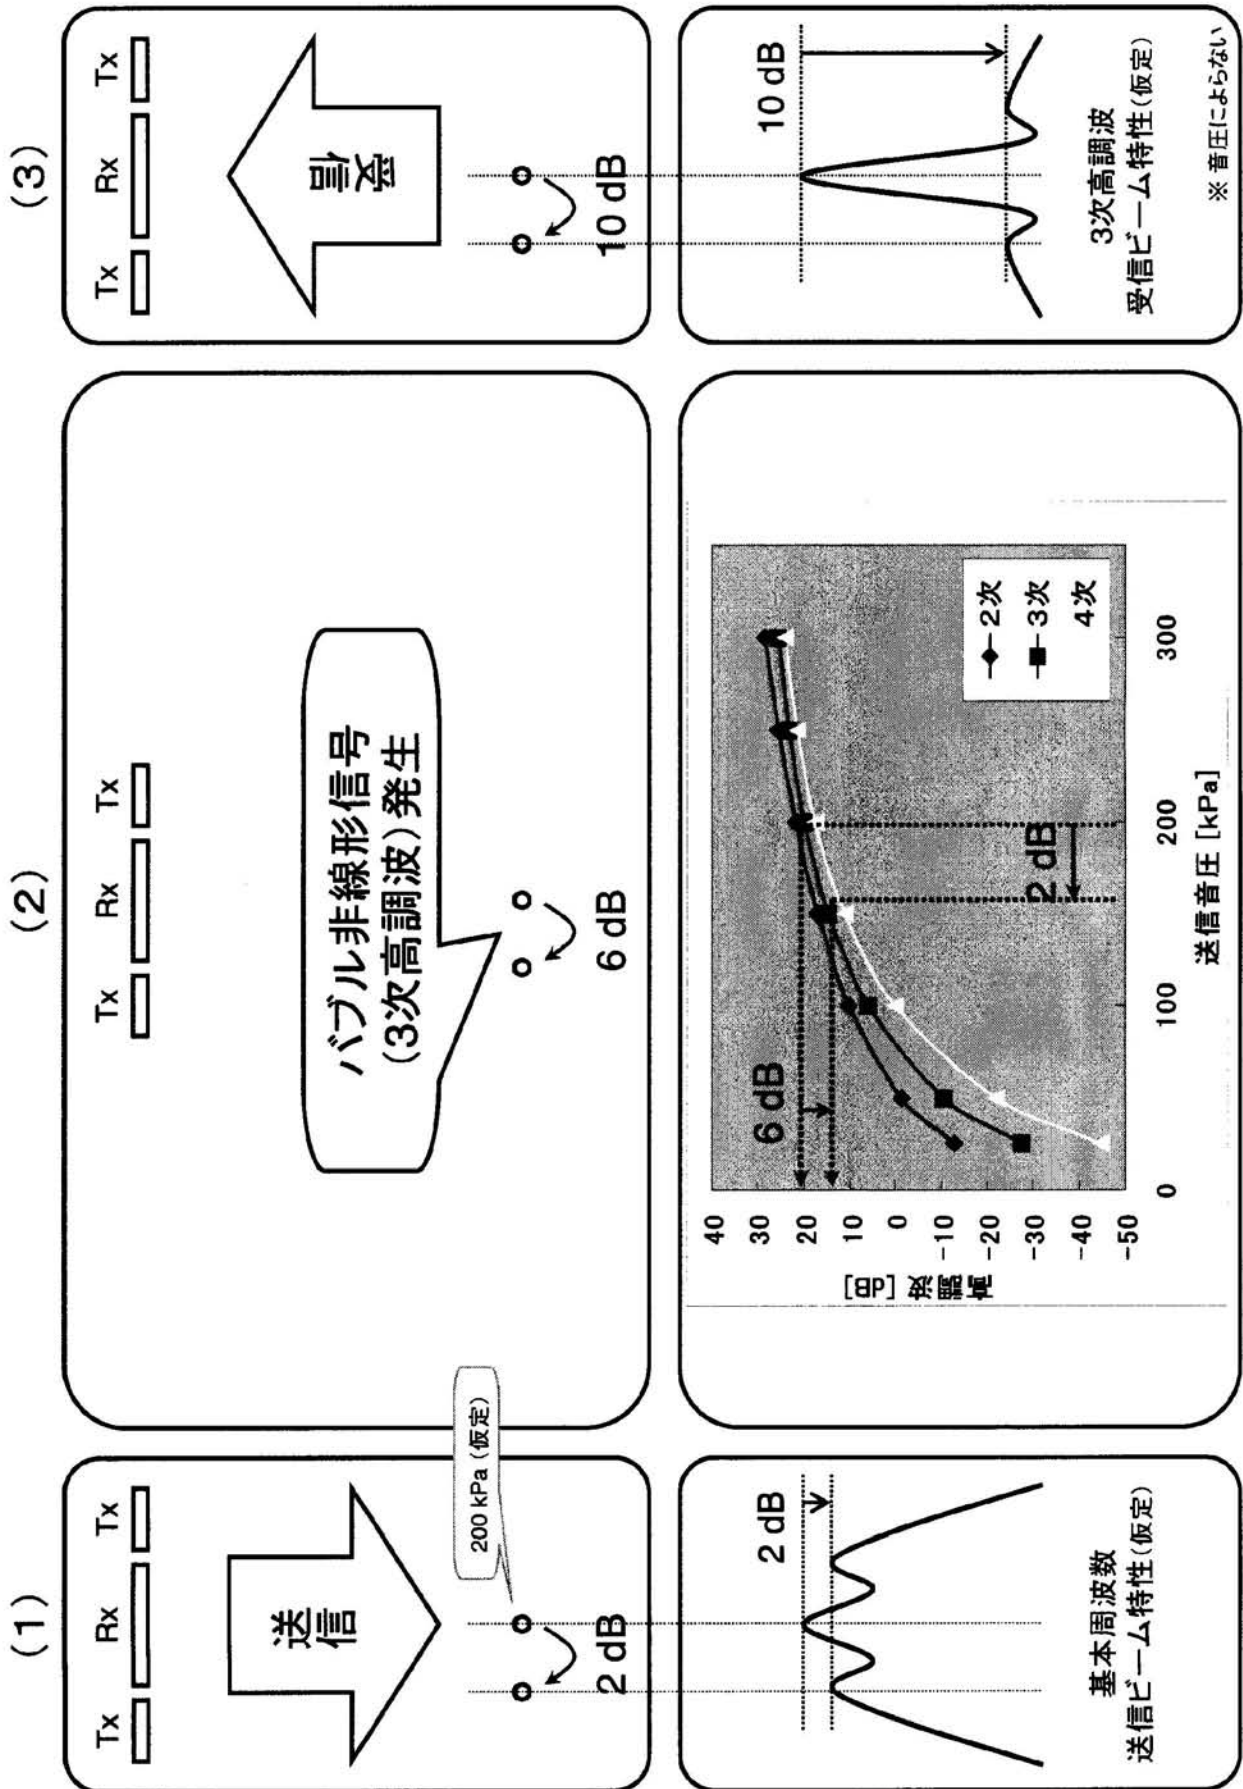 (1)
Tx Rx Tx
送信
200 kPa (仮定)
2 dB
2 dB
基本周波数
送信ビーム特性(仮定)
(2)
Tx Rx Tx
バブル非線形信号
(3次高調波)発生
6 dB
高調波 [dB]
40
30
20
10
0
-10
-20
-30
-40
-50
6 dB
2 dB
2次
3次
4次
0 100 200 300
送信音圧 [kPa]
(3)
Tx Rx Tx
受信
10 dB
10 dB
3次高調波
受信ビーム特性(仮定)
※ 音圧によらない